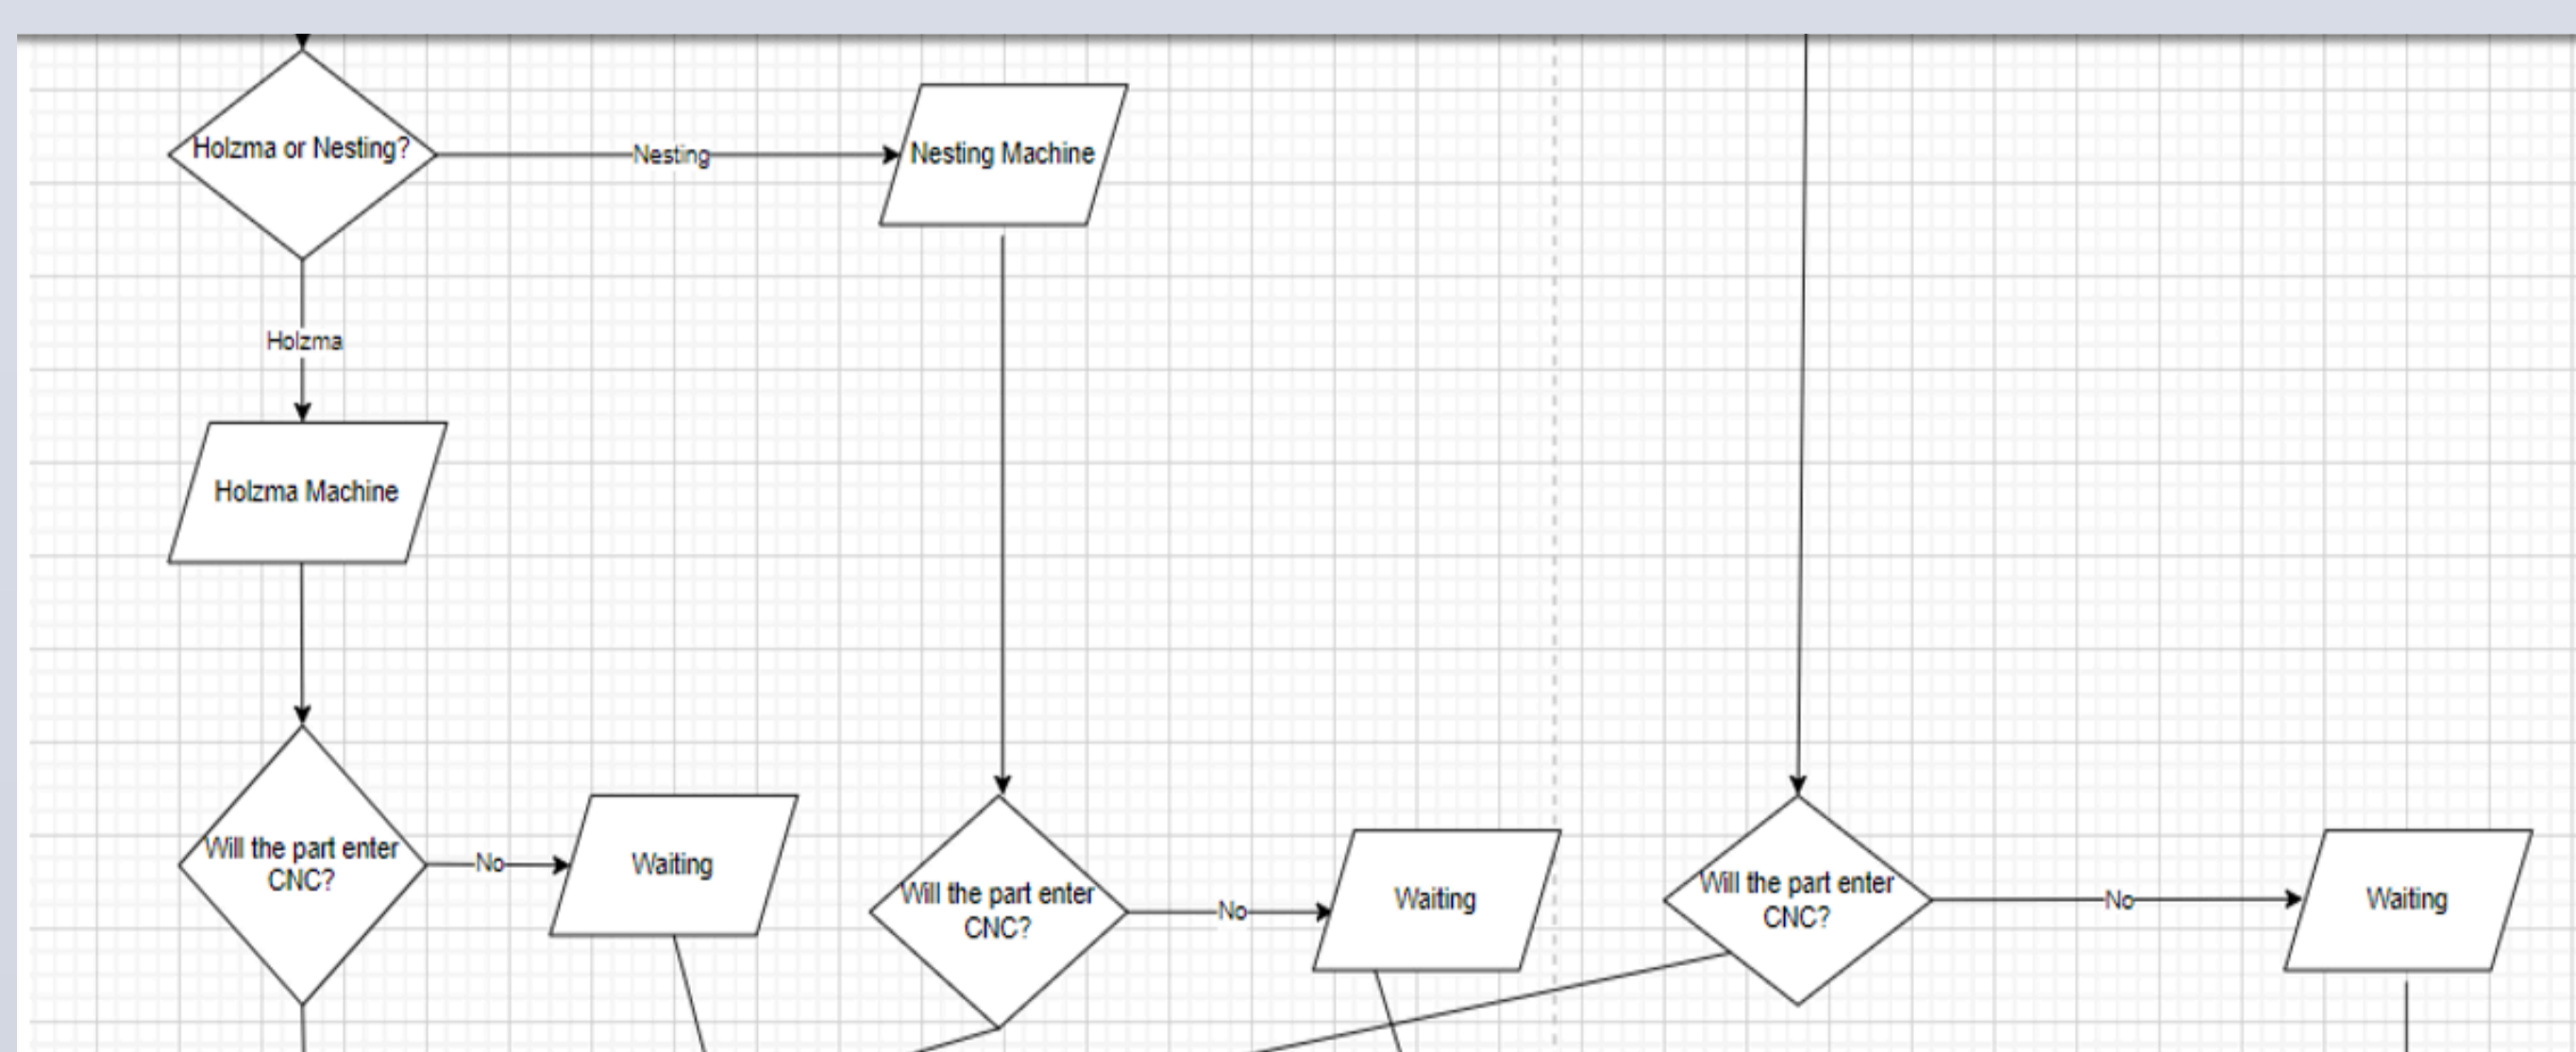 Holzma or Nesting?
Nesting
Nesting Machine
Holzma
Holzma Machine
Will the part enter
CNC?
No
Waiting
Will the part enter
CNC?
No
Waiting
Will the part enter
CNC?
No
Waiting